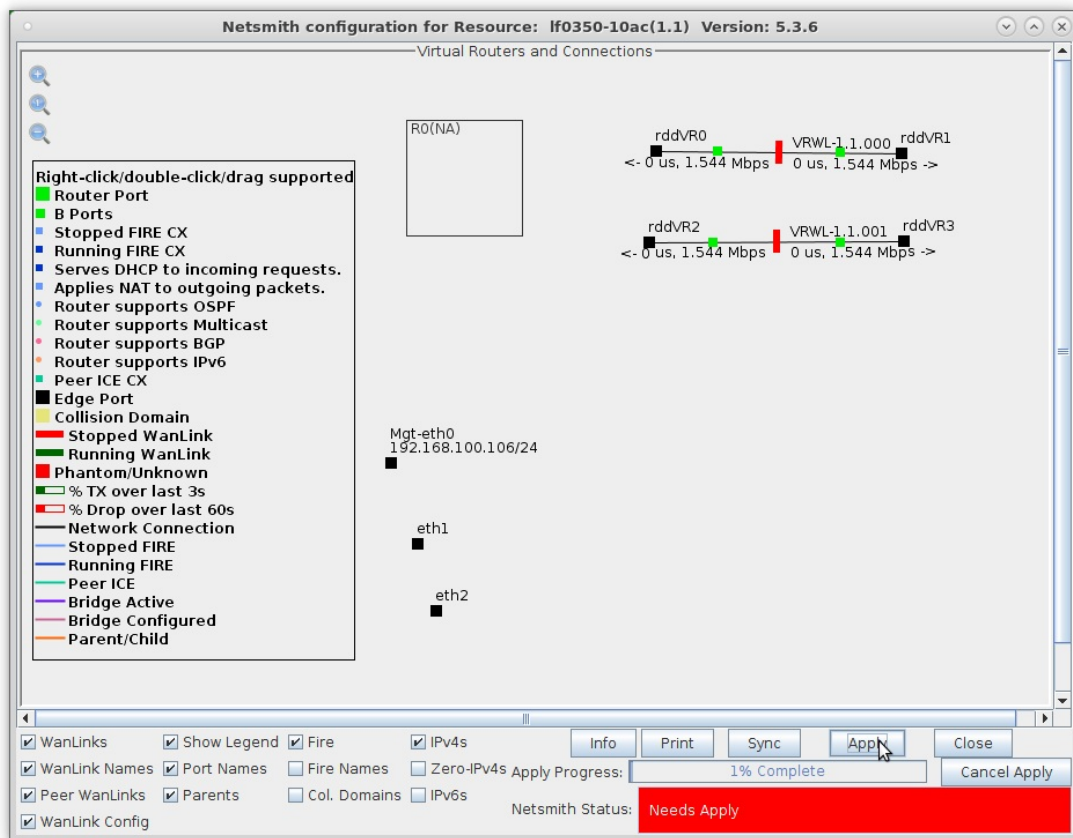 Netsmith configuration for Resource: lf0350-10ac(1.1) Version: 5.3.6
Virtual Routers and Connections
R0(NA)
rddVR0
VRWL-1.1.000
rddVR1
<- 0 us, 1.544 Mbps
0 us, 1.544 Mbps ->
rddVR2
VRWL-1.1.001
rddVR3
<- 0 us, 1.544 Mbps
0 us, 1.544 Mbps ->
Right-click/double-click/drag supported
Router Port
B Ports
Stopped FIRE CX
Running FIRE CX
Serves DHCP to incoming requests.
Applies NAT to outgoing packets.
Router supports OSPF
Router supports Multicast
Router supports BGP
Router supports IPv6
Peer ICE CX
Edge Port
Collision Domain
Stopped WanLink
Running WanLink
Phantom/Unknown
% TX over last 3s
% Drop over last 60s
Network Connection
Stopped FIRE
Running FIRE
Peer ICE
Bridge Active
Bridge Configured
Parent/Child
Mgt-eth0
192.168.100.106/24
eth1
eth2
WanLinks
Show Legend
Fire
IPv4s
Info
Print
Sync
Apply
Close
WanLink Names
Port Names
Fire Names
Zero-IPv4s
Apply Progress:
1% Complete
Cancel Apply
Peer WanLinks
Parents
Col. Domains
IPv6s
Netsmith Status:
Needs Apply
WanLink Config